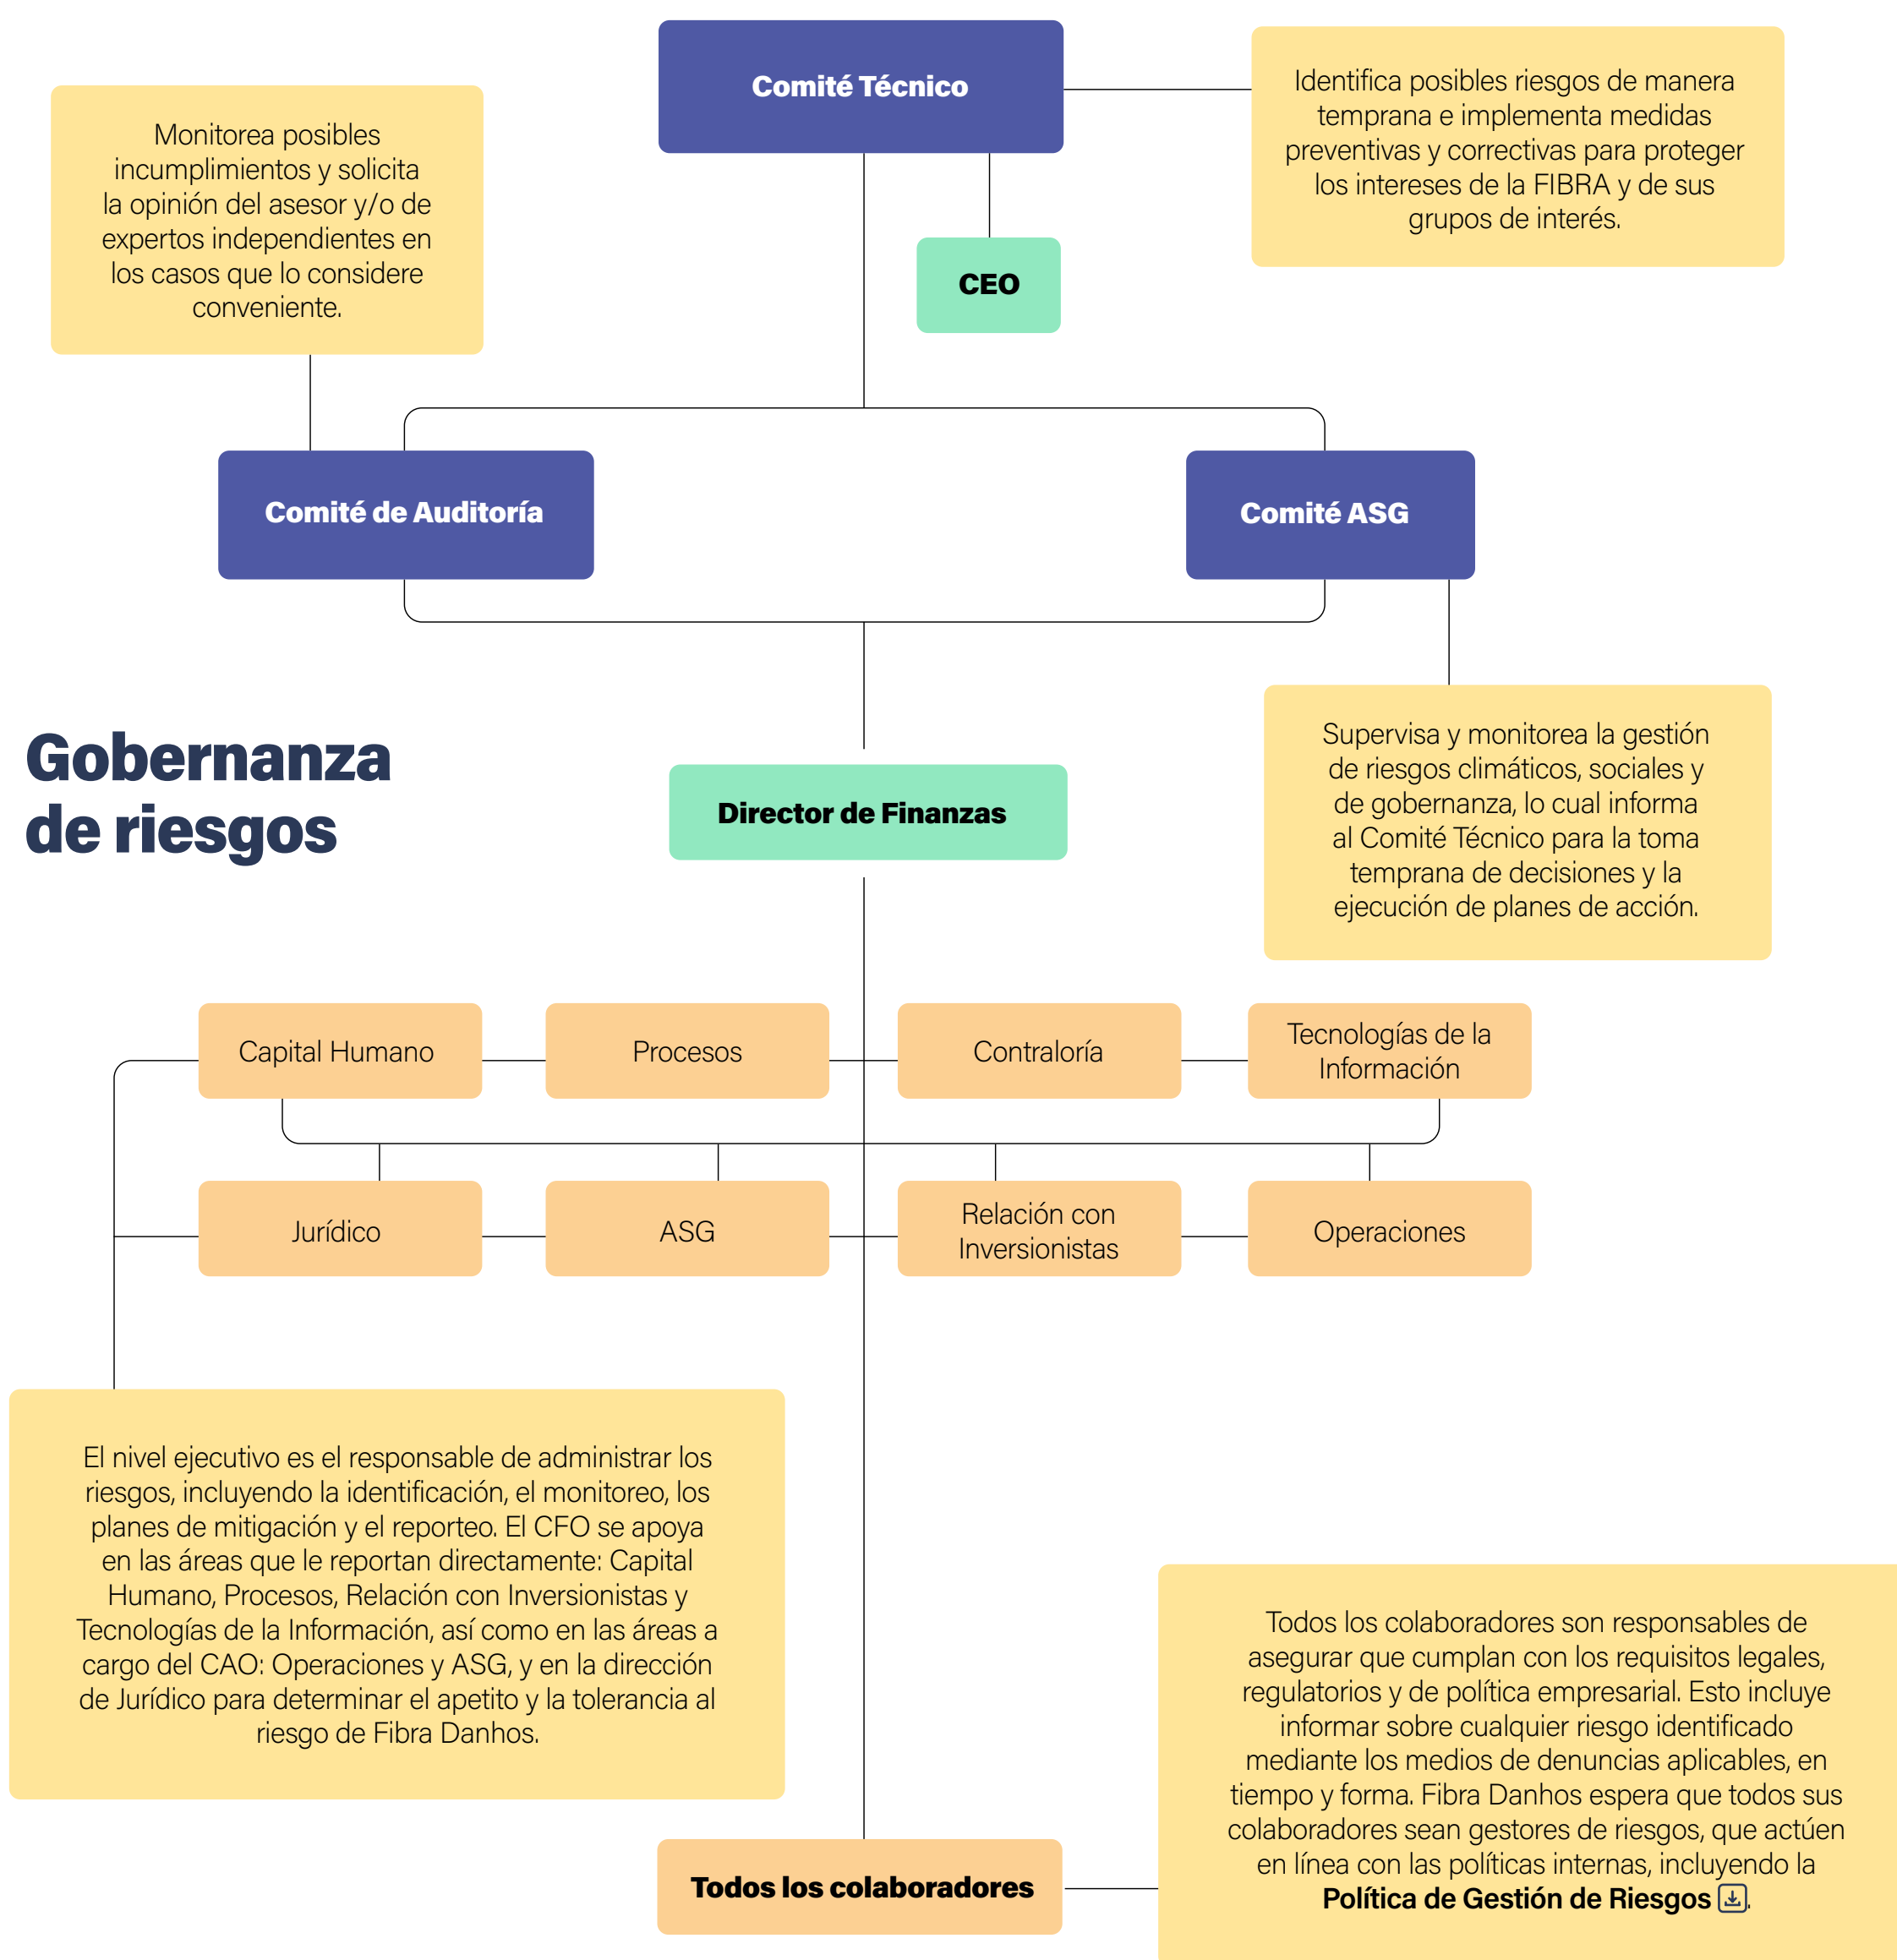 Comité Técnico
Identifica posibles riesgos de manera
temprana e implementa medidas
preventivas y correctivas para proteger
los intereses de la FIBRA y de sus
grupos de interés.
Monitorea posibles
incumplimientos y solicita
la opinión del asesor y/o de
expertos independientes en
los casos que lo considere
conveniente.
CEO
Comité de Auditoría
Comité ASG
Gobernanza
de riesgos
Director de Finanzas
Supervisa y monitorea la gestión
de riesgos climáticos, sociales y
de gobernanza, lo cual informa
al Comité Técnico para la toma
temprana de decisiones y la
ejecución de planes de acción.
Capital Humano
Procesos
Contraloría
Tecnologías de la
Información
Jurídico
ASG
Relación con
Inversionistas
Operaciones
El nivel ejecutivo es el responsable de administrar los
riesgos, incluyendo la identificación, el monitoreo, los
planes de mitigación y el reporteo. El CFO se apoya
en las áreas que le reportan directamente: Capital
Humano, Procesos, Relación con Inversionistas y
Tecnologías de la Información, así como en las áreas a
cargo del CAO: Operaciones y ASG, y en la dirección
de Jurídico para determinar el apetito y la tolerancia al
riesgo de Fibra Danhos.
Todos los colaboradores son responsables de
asegurar que cumplan con los requisitos legales,
regulatorios y de política empresarial. Esto incluye
informar sobre cualquier riesgo identificado
mediante los medios de denuncias aplicables, en
tiempo y forma. Fibra Danhos espera que todos sus
colaboradores sean gestores de riesgos, que actúen
en línea con las políticas internas, incluyendo la
Política de Gestión de Riesgos .
Todos los colaboradores